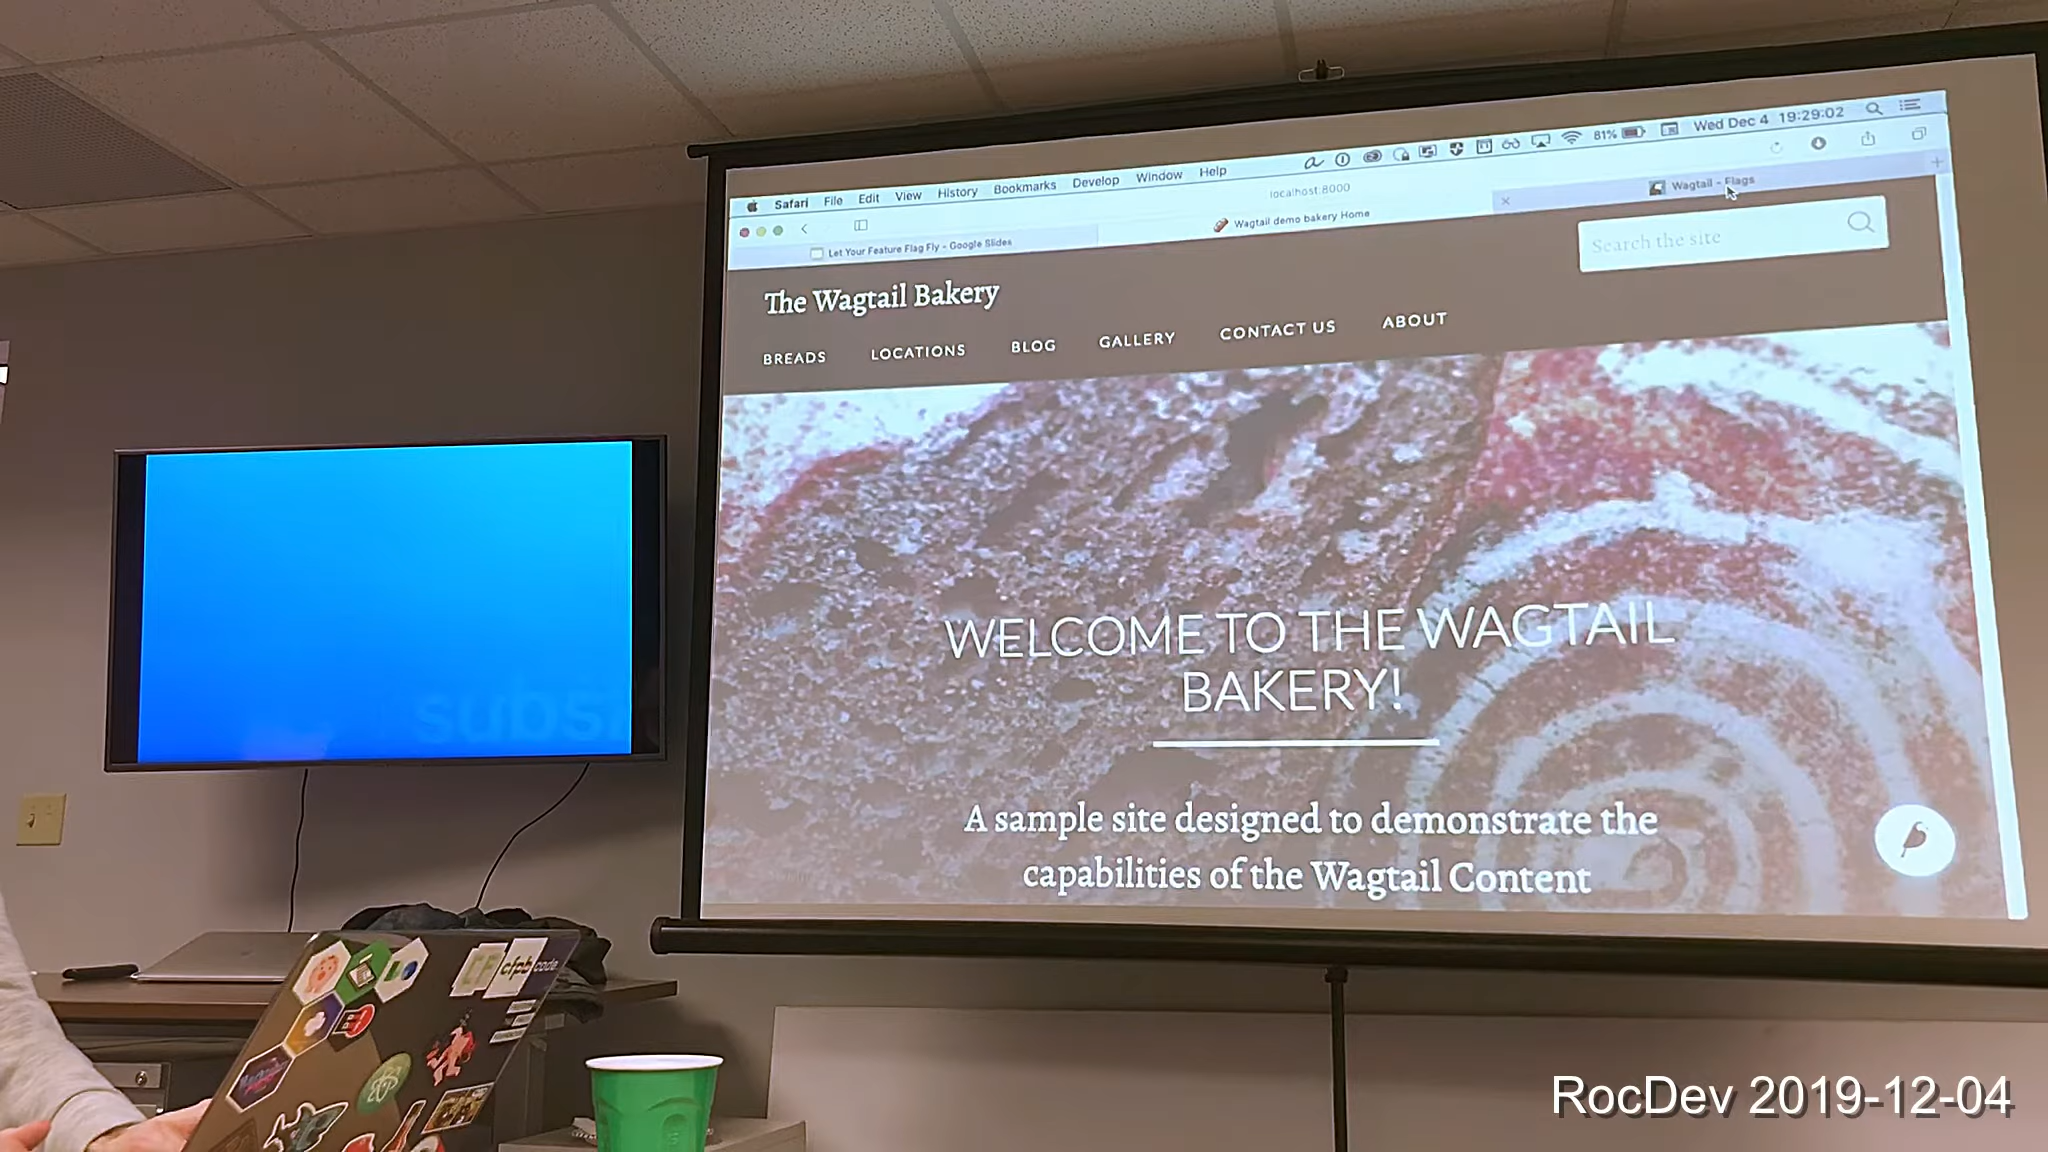 Safari File Edit View History Bookmarks Develop Window Help 81% Wed Dec 4 19:29:02
localhost:8000
Let Your Feature Flag Fly - Google Slides
Wagtail demo bakery Home
Wagtail - Flags
The Wagtail Bakery
Search the site
BREADS LOCATIONS BLOG GALLERY CONTACT US ABOUT
WELCOME TO THE WAGTAIL
BAKERY!
A sample site designed to demonstrate the
capabilities of the Wagtail Content
subs
CF cfpb code
RocDev 2019-12-04